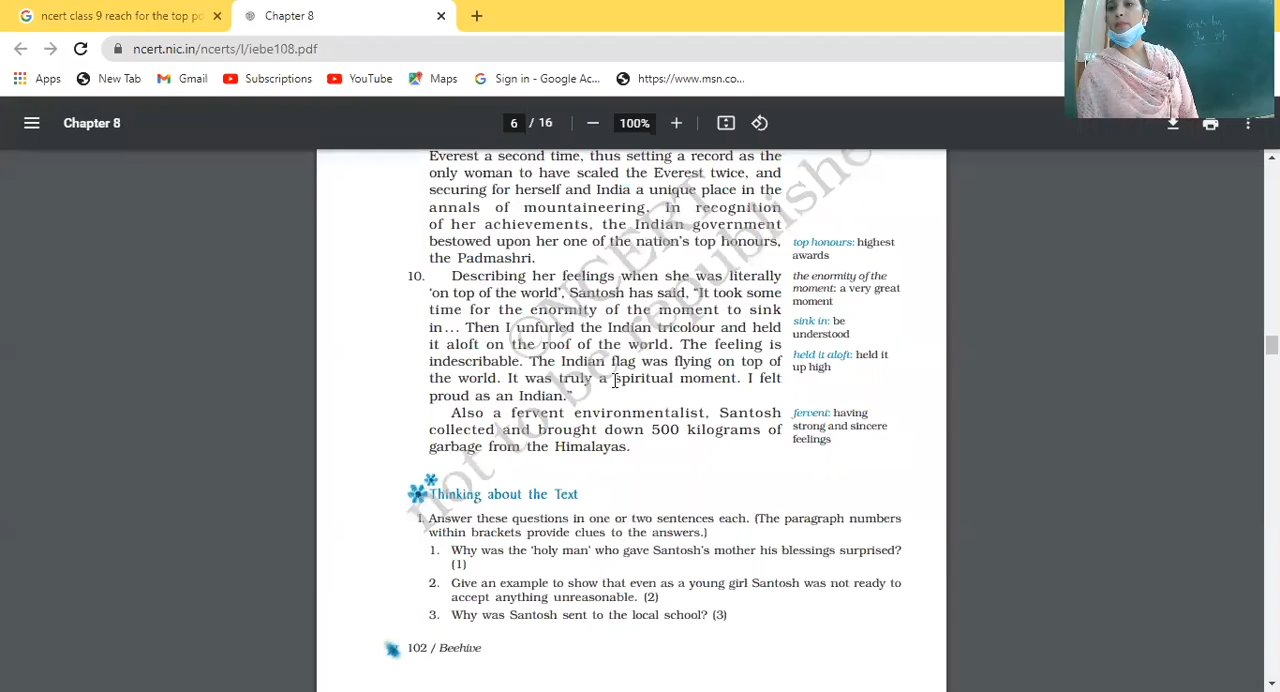 ncert class 9 reach for the top po
Chapter 8
ncert.nic.in/ncerts/l/iebe108.pdf
Apps
New Tab
Gmail
Subscriptions
YouTube
Maps
Sign in - Google Ac...
https://www.msn.co...
Chapter 8
6 / 16
100%
Everest a second time, thus setting a record as the
only woman to have scaled the Everest twice, and
securing for herself and India a unique place in the
annals of mountaineering. In recognition
of her achievements, the Indian government
bestowed upon her one of the nation's top honours,
the Padmashri.
10. Describing her feelings when she was literally
'on top of the world', Santosh has said, "It took some
time for the enormity of the moment to sink
in... Then I unfurled the Indian tricolour and held
it aloft on the roof of the world. The feeling is
indescribable. The Indian flag was flying on top of
the world. It was truly a spiritual moment. I felt
proud as an Indian."
Also a fervent environmentalist, Santosh
collected and brought down 500 kilograms of
garbage from the Himalayas.
top honours: highest
awards
the enormity of the
moment: a very great
moment
sink in: be
understood
held it aloft: held it
up high
fervent: having
strong and sincere
feelings
©NCERT
not to be republishe
Thinking about the Text
I. Answer these questions in one or two sentences each. (The paragraph numbers
within brackets provide clues to the answers.)
1. Why was the 'holy man' who gave Santosh's mother his blessings surprised?
(1)
2. Give an example to show that even as a young girl Santosh was not ready to
accept anything unreasonable. (2)
3. Why was Santosh sent to the local school? (3)
102 / Beehive